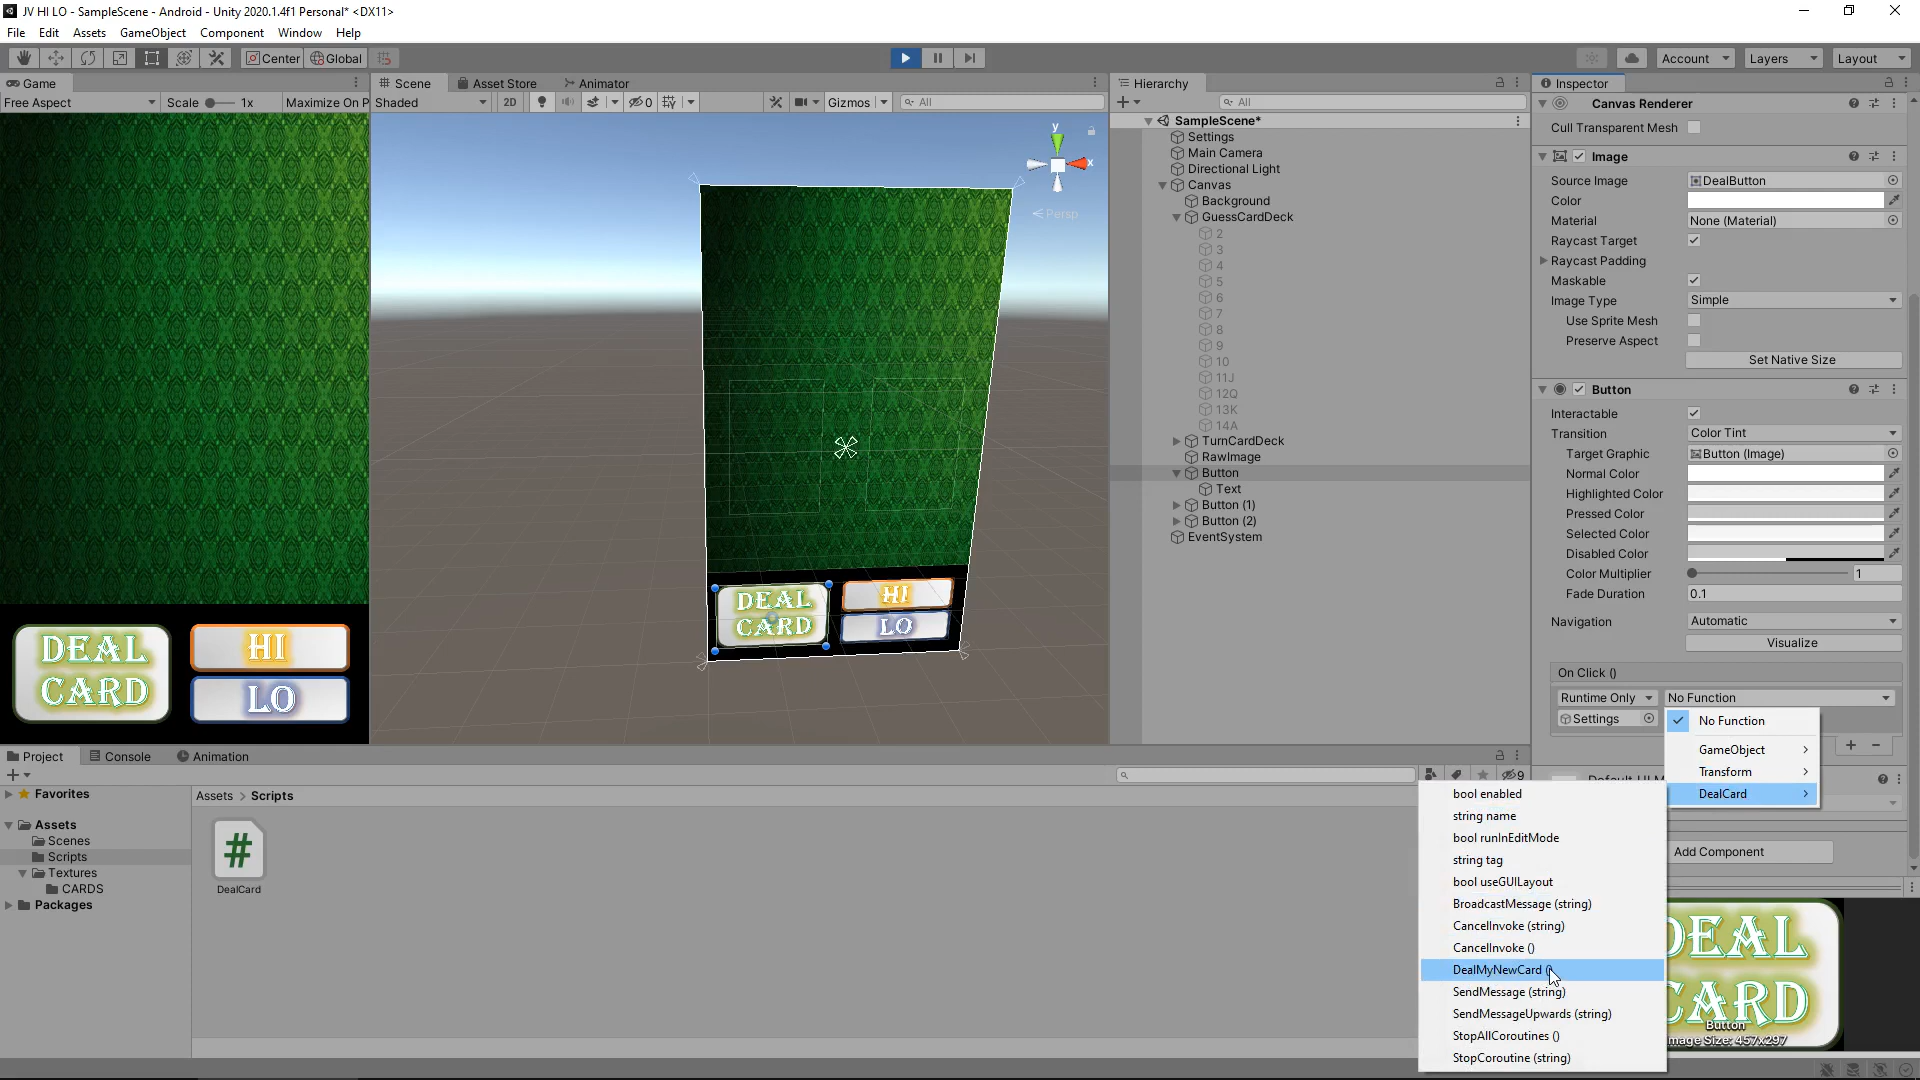 JV HI LO - SampleScene - Android - Unity 2020.1.4f1 Personal* <DX11>
File Edit Assets GameObject Component Window Help
Center Global Account Layers Layout
Game
Free Aspect Scale 1x Maximize On P
DEAL
CARD
HI
LO
Scene Asset Store Animator
Shaded 2D 0 Gizmos All
y
x
Persp
DEAL
CARD
HI
LO
Hierarchy
All
SampleScene*
Settings
Main Camera
Directional Light
Canvas
Background
GuessCardDeck
2
3
4
5
6
7
8
9
10
11J
12Q
13K
14A
TurnCardDeck
RawImage
Button
Text
Button (1)
Button (2)
EventSystem
Inspector
Canvas Renderer
Cull Transparent Mesh
Image
Source Image DealButton
Color
Material None (Material)
Raycast Target
Raycast Padding
Maskable
Image Type Simple
Use Sprite Mesh
Preserve Aspect
Set Native Size
Button
Interactable
Transition Color Tint
Target Graphic Button (Image)
Normal Color
Highlighted Color
Pressed Color
Selected Color
Disabled Color
Color Multiplier 1
Fade Duration 0.1
Navigation Automatic
Visualize
On Click ()
Runtime Only No Function
Settings
No Function
GameObject
Transform
DealCard
Add Component
bool enabled
string name
bool runInEditMode
string tag
bool useGUILayout
BroadcastMessage (string)
CancelInvoke (string)
CancelInvoke ()
DealMyNewCard ()
SendMessage (string)
SendMessageUpwards (string)
StopAllCoroutines ()
StopCoroutine (string)
DEAL
CARD
Button
Image Size: 457x297
Project Console Animation
9
Favorites
Assets
Scenes
Scripts
Textures
CARDS
Packages
Assets > Scripts
#
DealCard